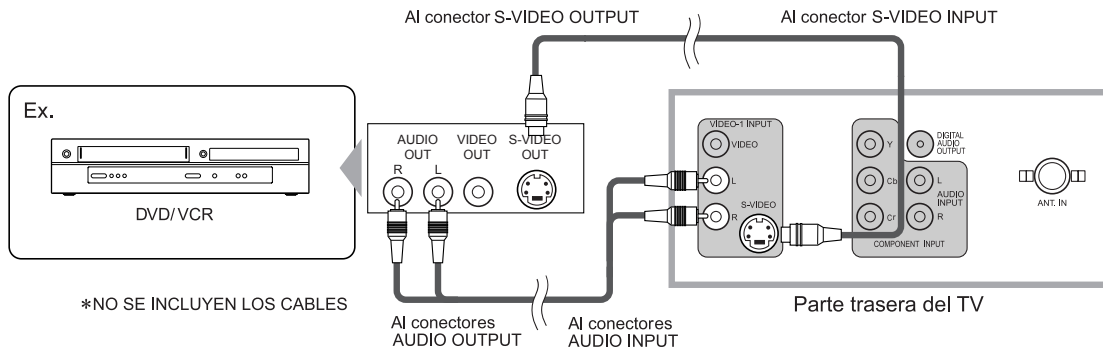 Al conector S-VIDEO OUTPUT
Al conector S-VIDEO INPUT
Ex.
DVD/ VCR
AUDIO
OUT
VIDEO
OUT
S-VIDEO
OUT
R
L
VIDEO-1 INPUT
VIDEO
L
R
S-VIDEO
Y
Cb
Cr
DIGITAL
AUDIO
OUTPUT
L
AUDIO
INPUT
R
COMPONENT INPUT
ANT. IN
*NO SE INCLUYEN LOS CABLES
Al conectores
AUDIO OUTPUT
Al conectores
AUDIO INPUT
Parte trasera del TV